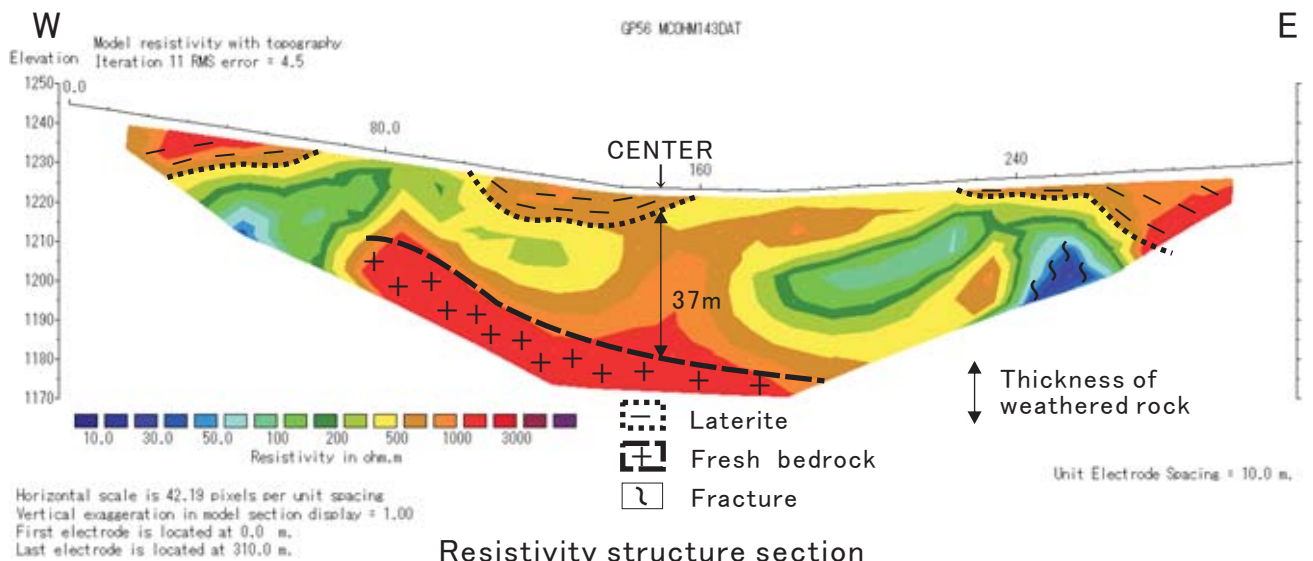 W
E
GP56 MCOHM143DAT
Model resistivity with topography
Elevation
Iteration 11 RMS error = 4.5
1250
0.0
1240
80.0
CENTER
1230
160
240
1220
1210
1200
37m
1190
1180
1170
Thickness of
weathered rock
10.0 30.0 50.0 100 200 500 1000 3000
Resistivity in ohm.m
Laterite
Fresh bedrock
Fracture
Unit Electrode Spacing = 10.0 m.
Horizontal scale is 42.19 pixels per unit spacing
Vertical exaggeration in model section display = 1.00
First electrode is located at 0.0 m.
Last electrode is located at 310.0 m.
Resistivity structure section